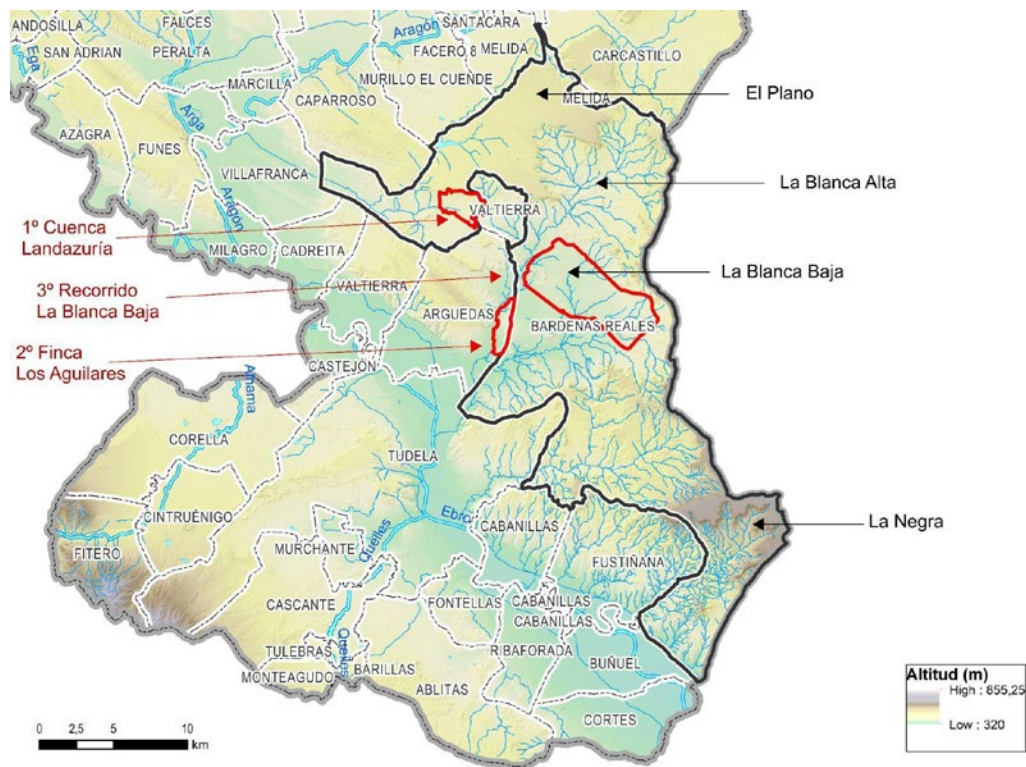 ANDOSILLA
FALCES
SANTACARA
SAN ADRIAN
PERALTA
Aragón
FACERO 8
MELIDA
CARCASTILLO
Ega
MARCILLA
MURILLO EL CUENDE
CAPARROSO
MELIDA
El Plano
Arga
AZAGRA
FUNES
VILLAFRANCA
La Blanca Alta
Aragón
VALTIERRA
1º Cuenca
Landazuría
MILAGRO
CADREITA
La Blanca Baja
3º Recorrido
La Blanca Baja
VALTIERRA
ARGUEDAS
BARDENAS REALES
2º Finca
Los Aguilares
CASTEJÓN
Alhama
CORELLA
TUDELA
CINTRUÉNIGO
Ebro
CABANILLAS
La Negra
FITERO
MURCHANTE
Queiles
FUSTIÑANA
CASCANTE
FONTELLAS
CABANILLAS
CABANILLAS
TULEBRAS
Queiles
BARILLAS
RIBAFORADA
BUÑUEL
MONTEAGUDO
ABLITAS
CORTES
Altitud (m)
High : 855,25
Low : 320
0 2,5 5 10
km